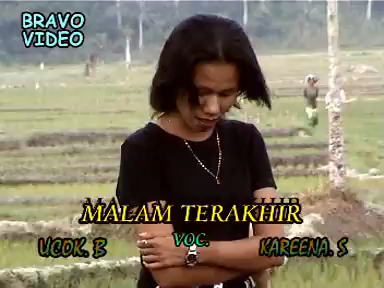 BRAVO
VIDEO
MALAM TERAKHIR
VOC.
UCOK. B
KAREENA. S